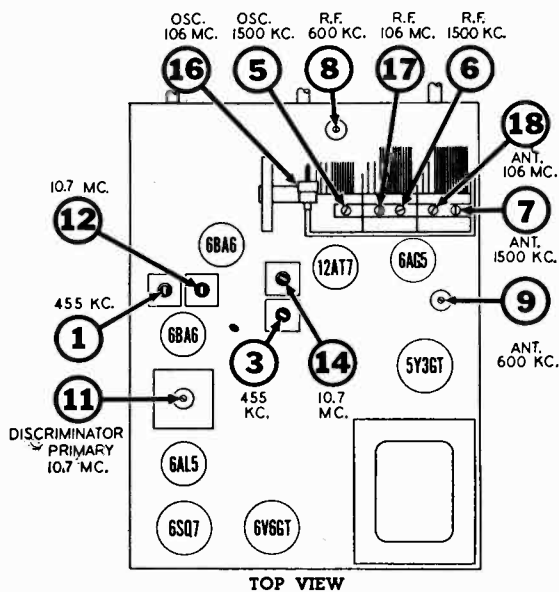 OSC.
106 MC.
OSC.
1500 KC.
R.F.
600 KC.
R.F.
106 MC.
R.F.
1500 KC.
16
5
8
17
6
18
ANT.
106 MC.
10.7 MC.
12
7
ANT.
1500 KC.
6BA6
12AT7
6AG5
455 KC.
1
6BA6
9
ANT.
600 KC.
3
455
KC.
14
10.7
MC.
5Y3GT
11
DISCRIMINATOR
PRIMARY
10.7 MC.
6AL5
6SQ7
6V6GT
TOP VIEW